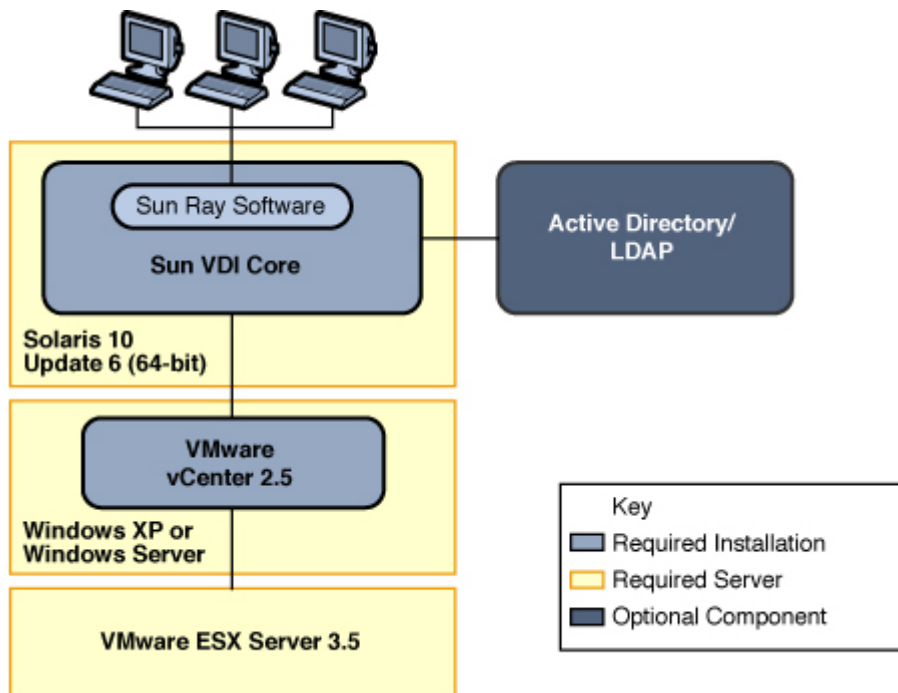 Sun Ray Software
Sun VDI Core
Active Directory/
LDAP
Solaris 10
Update 6 (64-bit)
VMware
vCenter 2.5
Windows XP or
Windows Server
VMware ESX Server 3.5
Key
Required Installation
Required Server
Optional Component